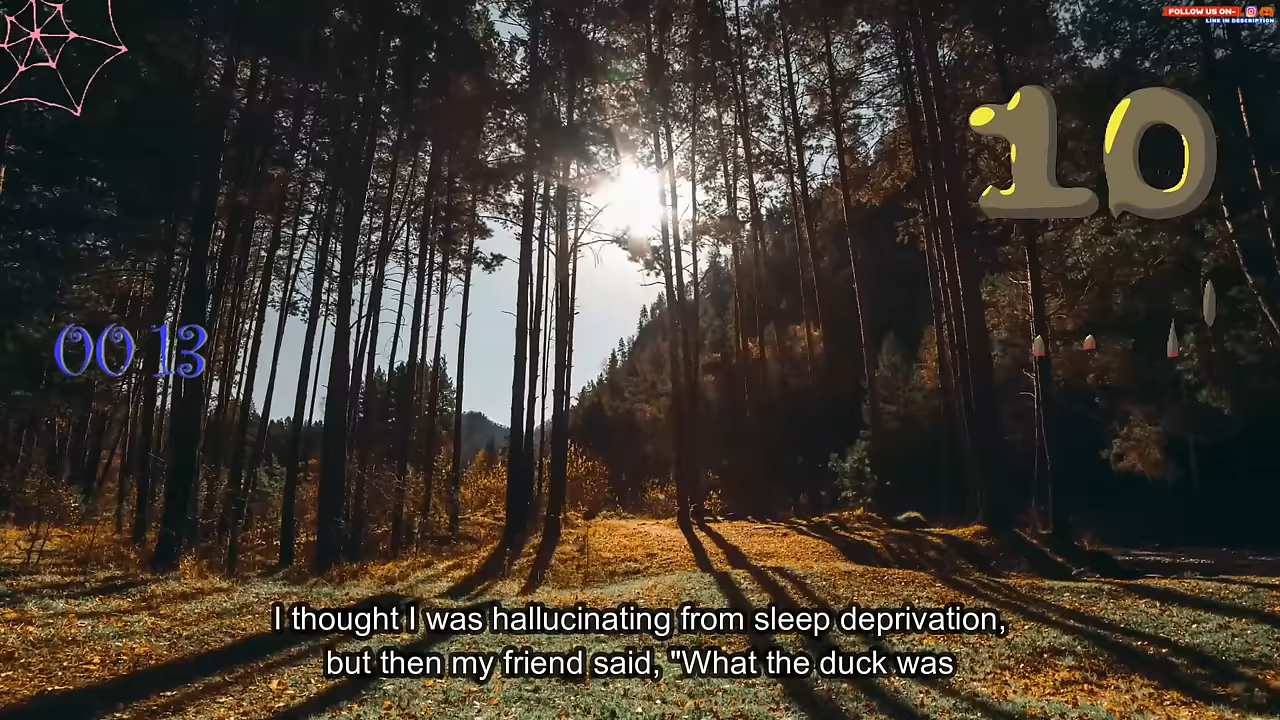 FOLLOW US ON-
LINK IN DESCRIPTION
10
00 13
I thought I was hallucinating from sleep deprivation,
but then my friend said, "What the duck was